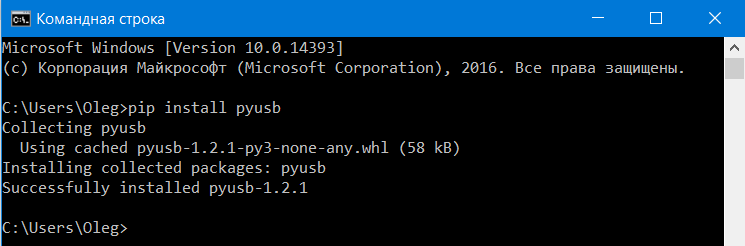 Командная строка
Microsoft Windows [Version 10.0.14393]
(c) Корпорация Майкрософт (Microsoft Corporation), 2016. Все права защищены.
C:\Users\Oleg>pip install pyusb
Collecting pyusb
  Using cached pyusb-1.2.1-py3-none-any.whl (58 kB)
Installing collected packages: pyusb
Successfully installed pyusb-1.2.1
C:\Users\Oleg>